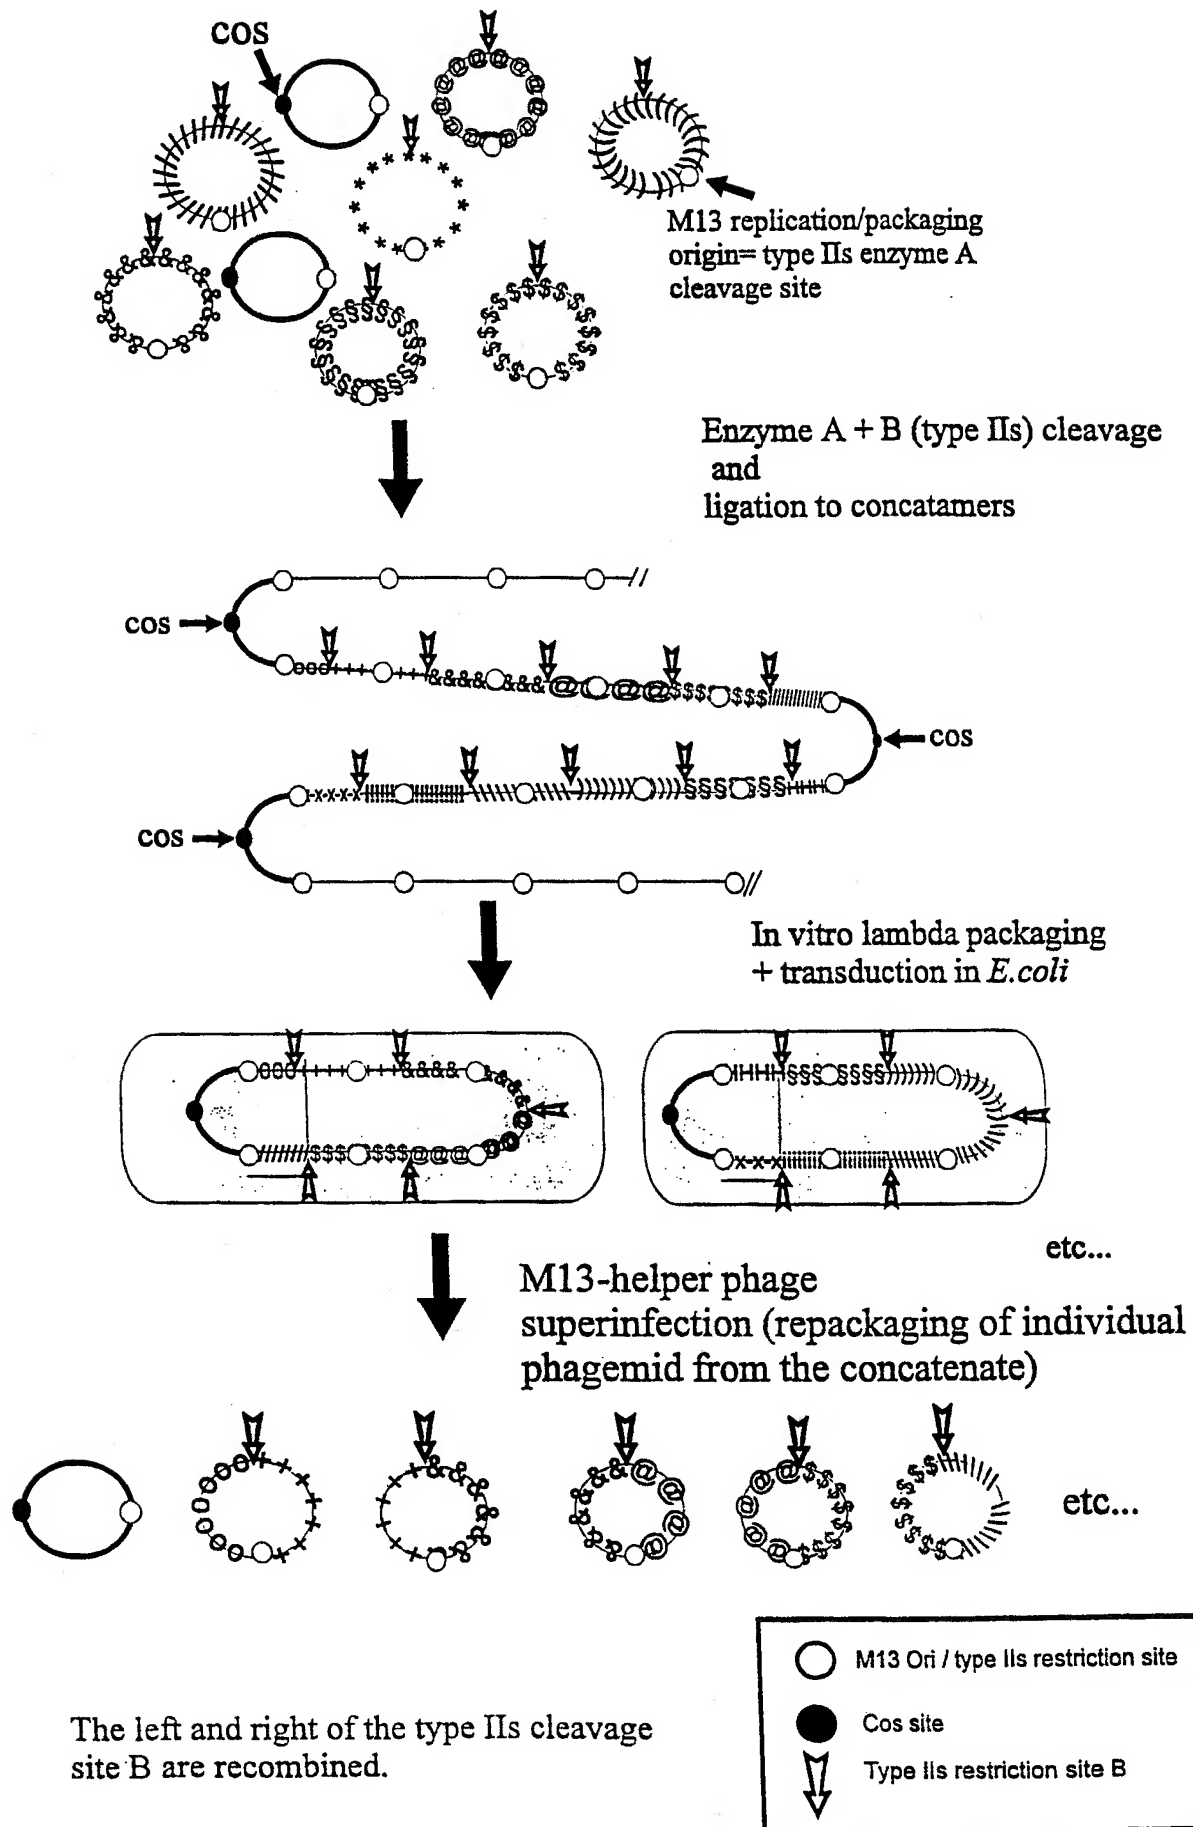 cos
M13 replication/packaging
origin= type IIs enzyme A
cleavage site
Enzyme A + B (type IIs) cleavage
and
ligation to concatamers
cos
cos
cos
In vitro lambda packaging
+ transduction in E.coli
etc...
M13-helper phage
superinfection (repackaging of individual
phagemid from the concatenate)
etc...
M13 Ori / type IIs restriction site
Cos site
Type IIs restriction site B
The left and right of the type IIs cleavage
site B are recombined.